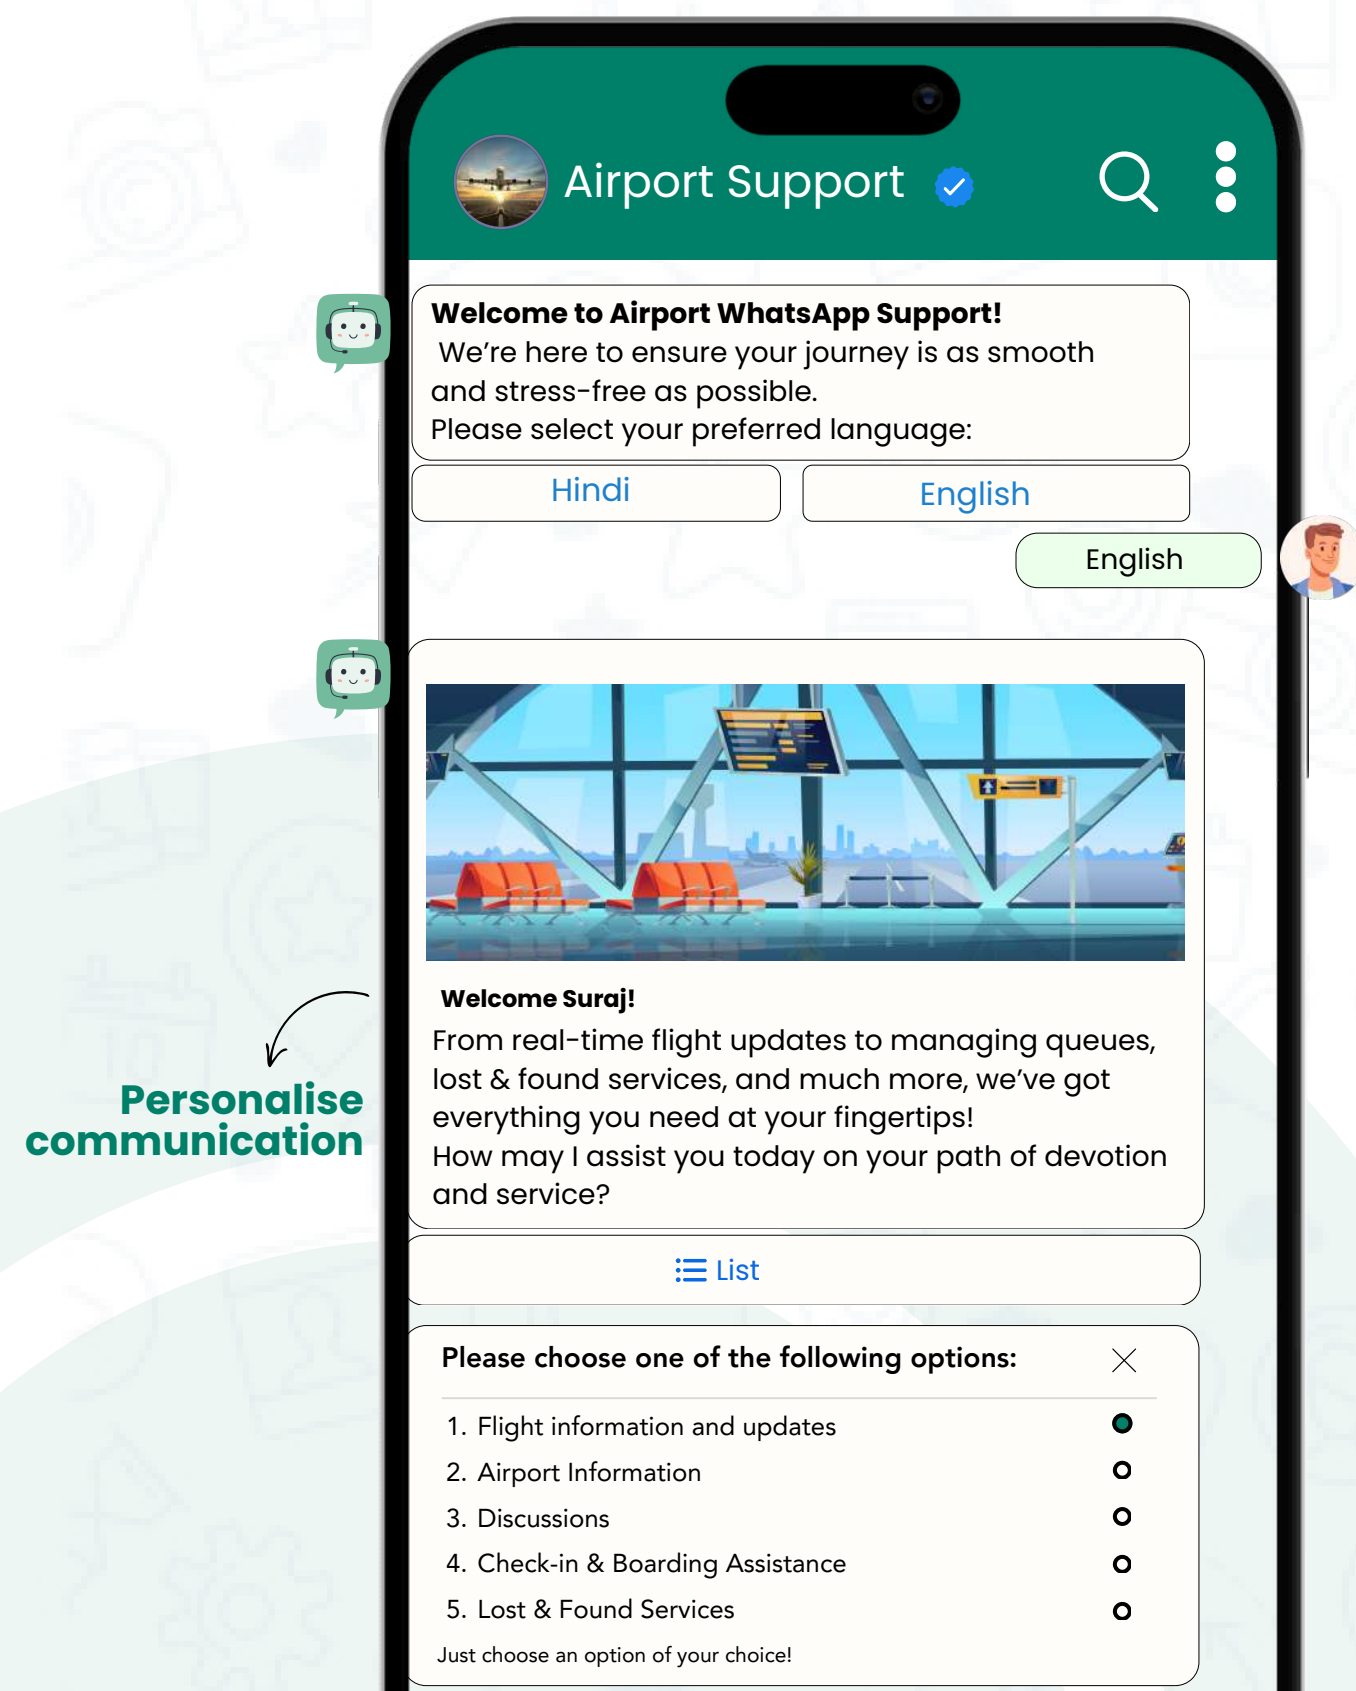 Airport Support
Welcome to Airport WhatsApp Support!
We're here to ensure your journey is as smooth
and stress-free as possible.
Please select your preferred language:
Hindi
English
English
Welcome Suraj!
From real-time flight updates to managing queues,
lost & found services, and much more, we've got
everything you need at your fingertips!
How may I assist you today on your path of devotion
and service?
Personalise
communication
List
Please choose one of the following options:
1. Flight information and updates
2. Airport Information
3. Discussions
4. Check-in & Boarding Assistance
5. Lost & Found Services
Just choose an option of your choice!